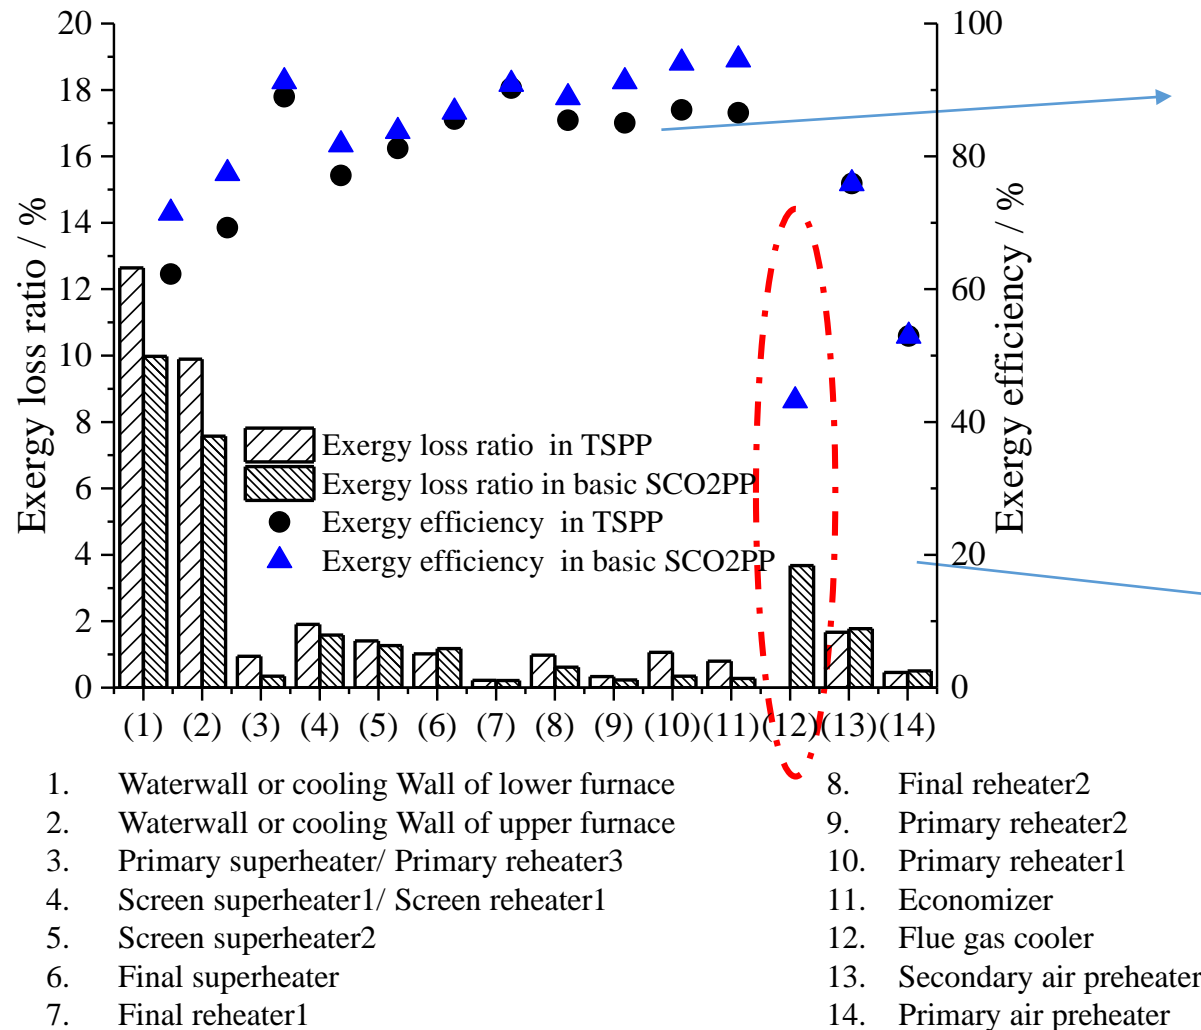 20
18
16
14
12
10
8
6
4
2
0
Exergy loss ratio / %
100
80
60
40
20
0
Exergy efficiency / %
Exergy loss ratio in TSPP
Exergy loss ratio in basic SCO2PP
Exergy efficiency in TSPP
Exergy efficiency in basic SCO2PP
(1) (2) (3) (4) (5) (6) (7) (8) (9) (10) (11) (12) (13) (14)
1. Waterwall or cooling Wall of lower furnace
2. Waterwall or cooling Wall of upper furnace
3. Primary superheater/ Primary reheater3
4. Screen superheater1/ Screen reheater1
5. Screen superheater2
6. Final superheater
7. Final reheater1
8. Final reheater2
9. Primary reheater2
10. Primary reheater1
11. Economizer
12. Flue gas cooler
13. Secondary air preheater
14. Primary air preheater